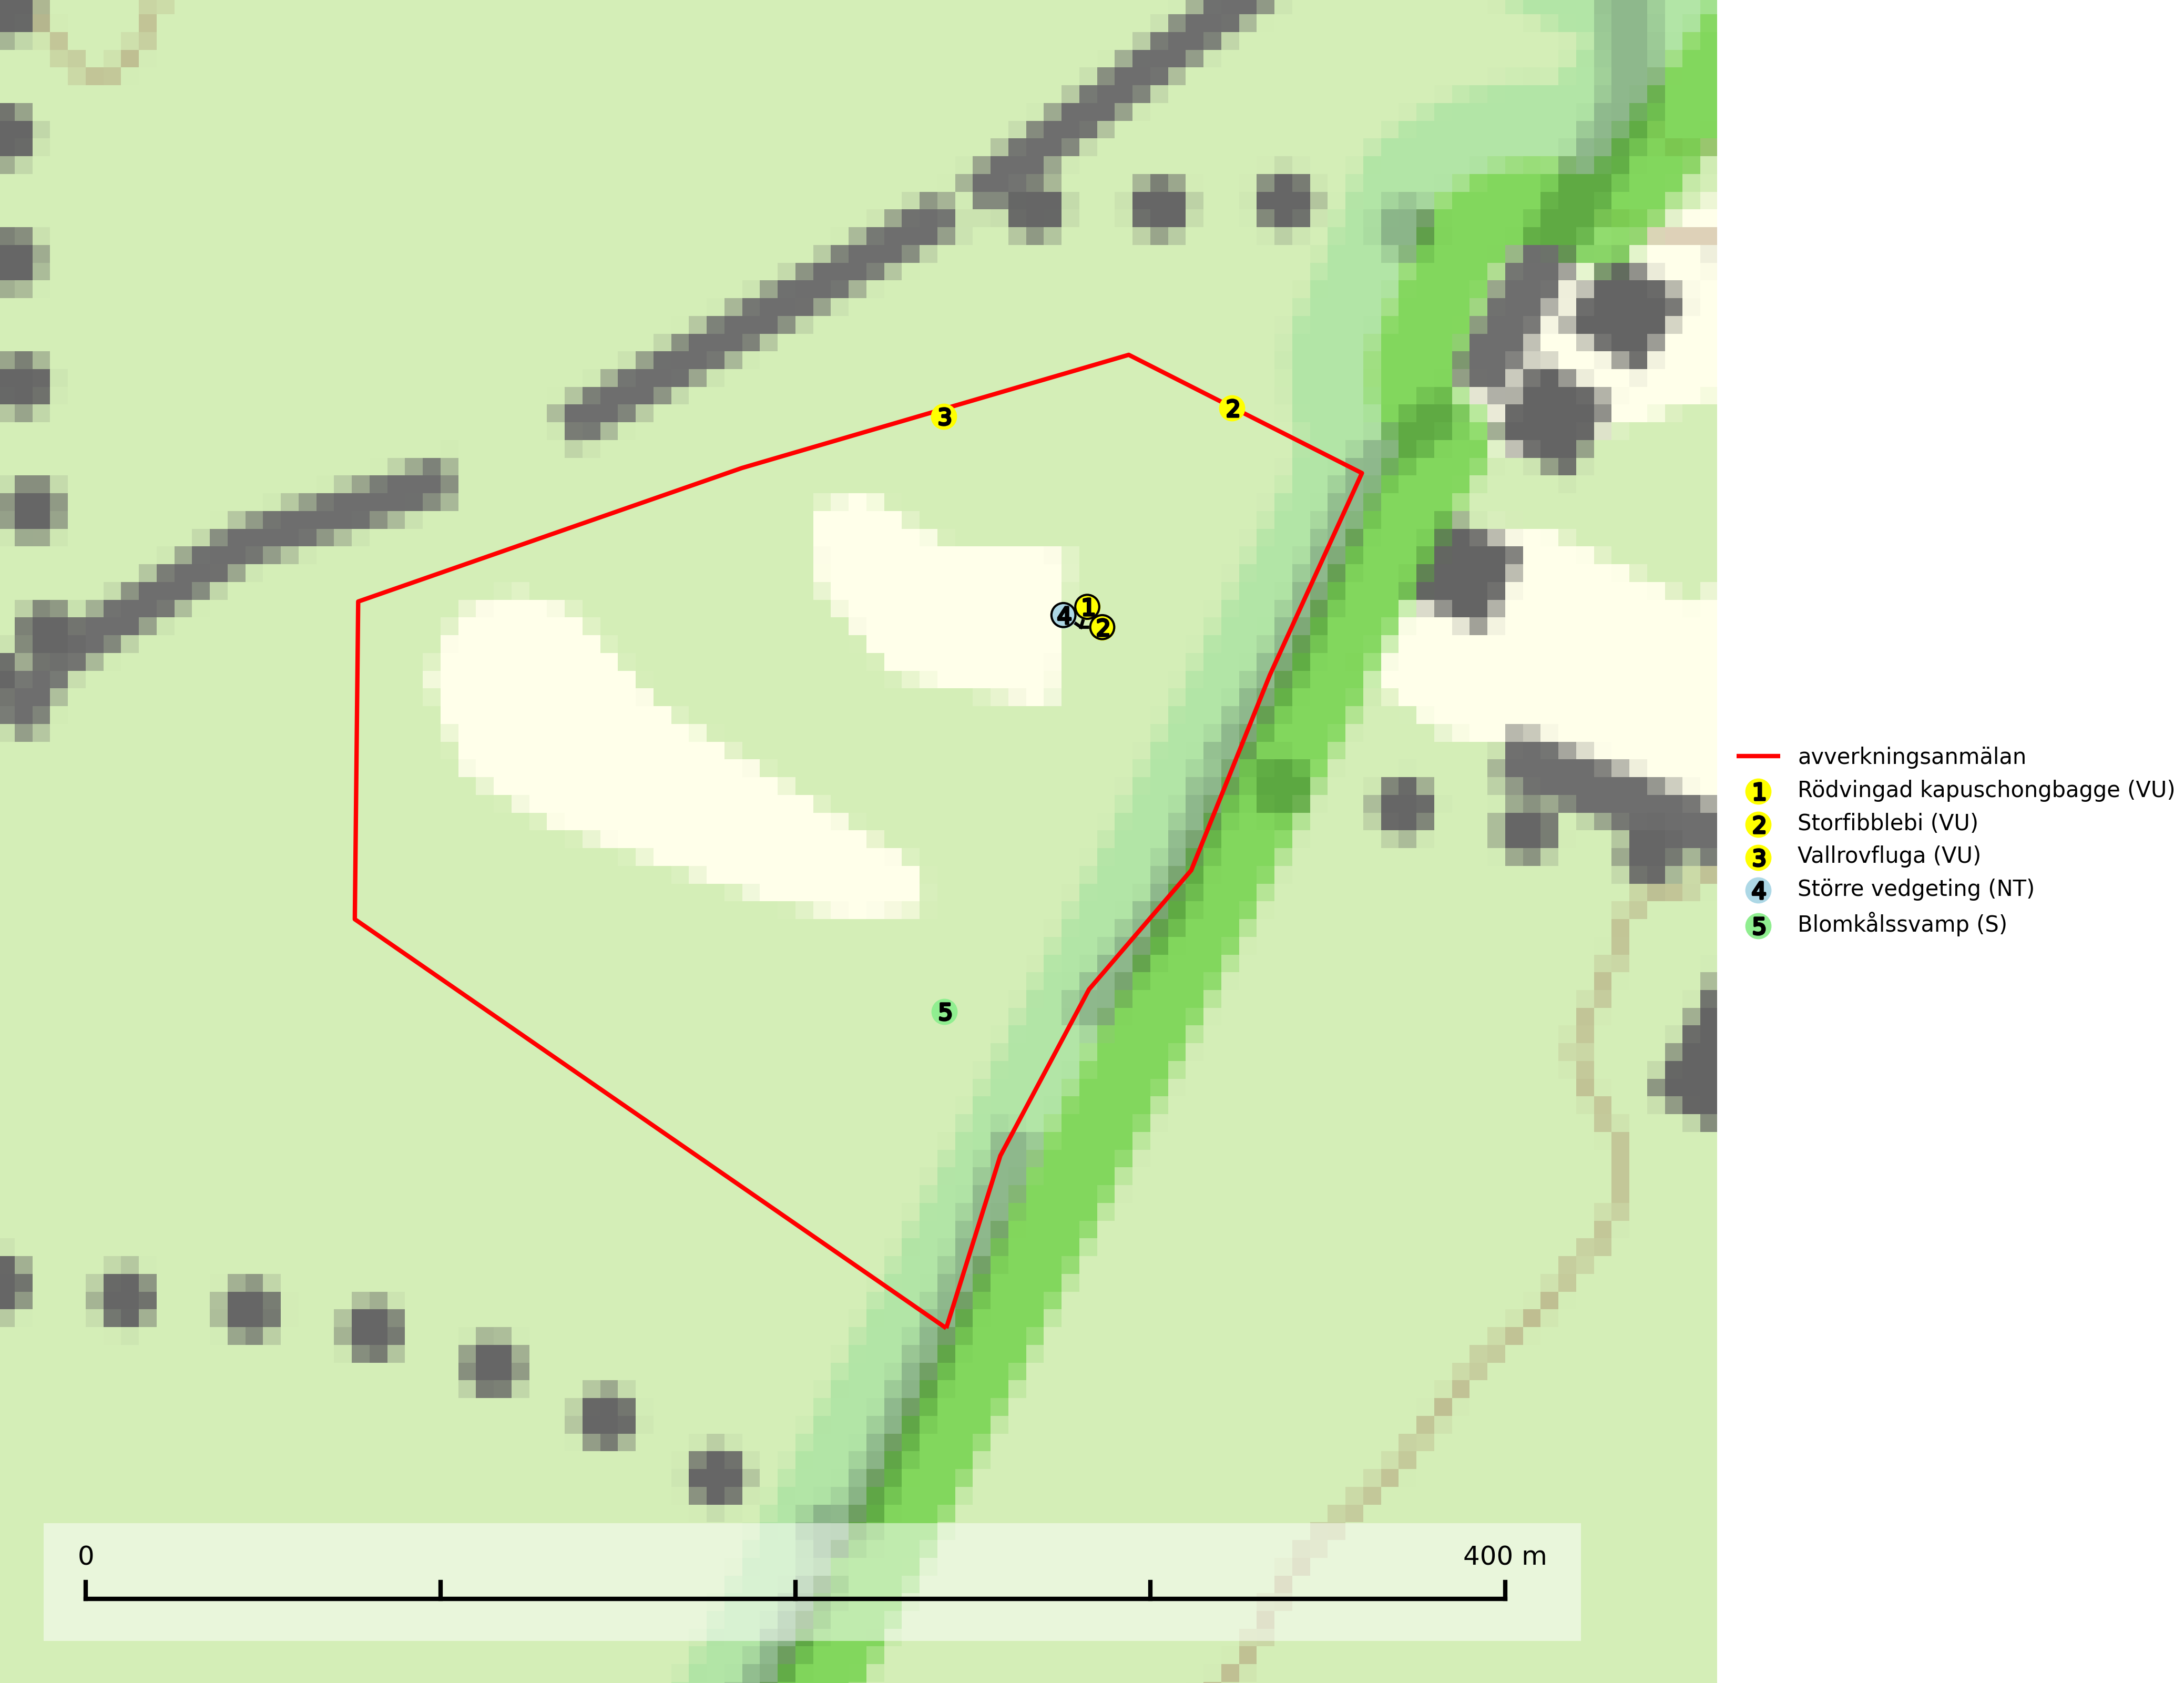 3
2
1
4
2
5
avverkningsanmälan
1 Rödvingad kapuschongbagge (VU)
2 Storfibblebi (VU)
3 Vallrovfluga (VU)
4 Större vedgeting (NT)
5 Blomkålssvamp (S)
0 400 m